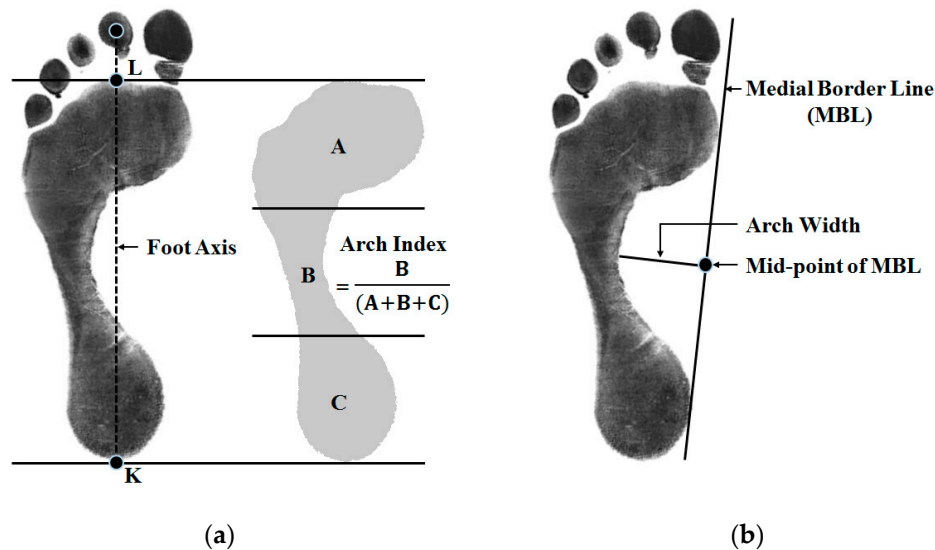 L
A
Foot Axis
B
Arch Index
= B
(A+B+C)
C
K
(a)
Medial Border Line
(MBL)
Arch Width
Mid-point of MBL
(b)